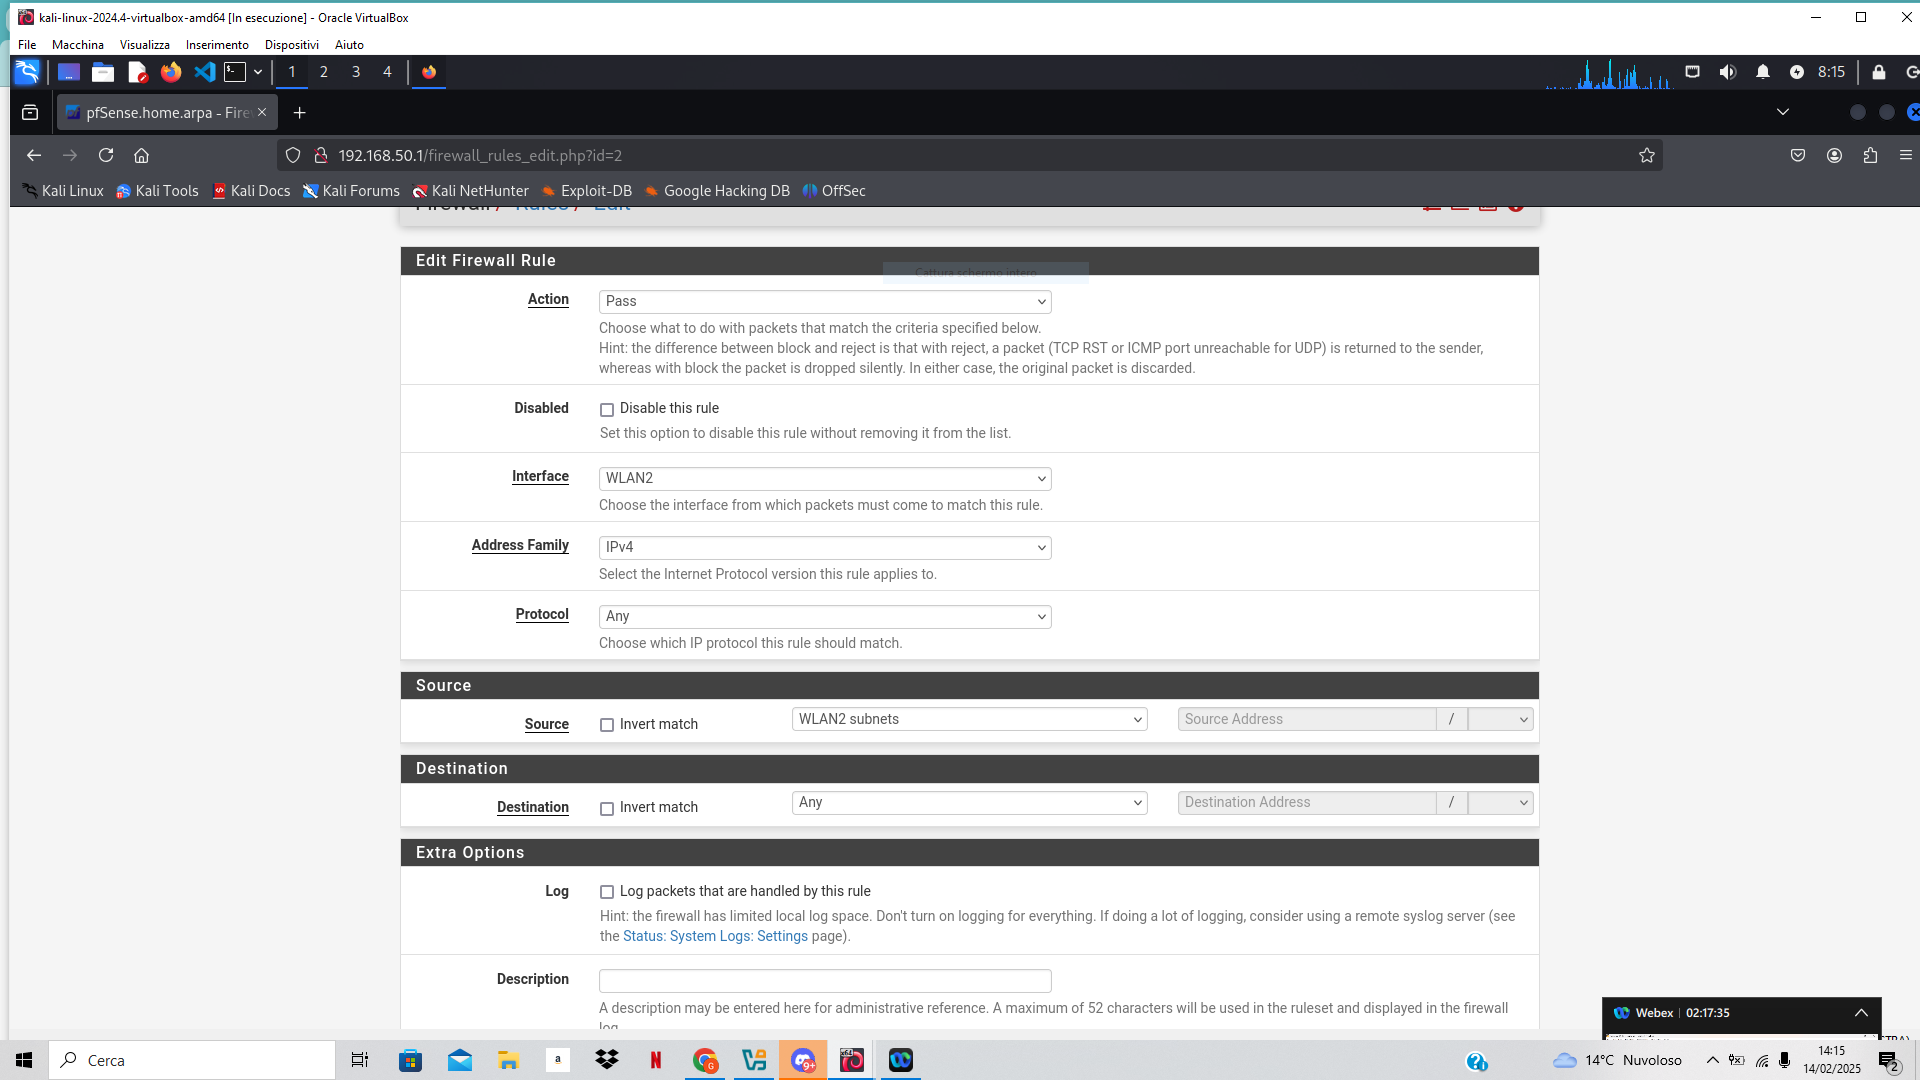 kali-linux-2024.4-virtualbox-amd64 [In esecuzione] - Oracle VirtualBox
File Macchina Visualizza Inserimento Dispositivi Aiuto
1 2 3 4 8:15
pfSense.home.arpa - Fire
192.168.50.1/firewall_rules_edit.php?id=2
Kali Linux Kali Tools Kali Docs Kali Forums Kali NetHunter Exploit-DB Google Hacking DB OffSec
Firewall / Rules / Edit
Edit Firewall Rule
Cattura schermo intero
Action Pass
Choose what to do with packets that match the criteria specified below.
Hint: the difference between block and reject is that with reject, a packet (TCP RST or ICMP port unreachable for UDP) is returned to the sender,
whereas with block the packet is dropped silently. In either case, the original packet is discarded.
Disabled Disable this rule
Set this option to disable this rule without removing it from the list.
Interface WLAN2
Choose the interface from which packets must come to match this rule.
Address Family IPv4
Select the Internet Protocol version this rule applies to.
Protocol Any
Choose which IP protocol this rule should match.
Source
Source Invert match WLAN2 subnets Source Address /
Destination
Destination Invert match Any Destination Address /
Extra Options
Log Log packets that are handled by this rule
Hint: the firewall has limited local log space. Don't turn on logging for everything. If doing a lot of logging, consider using a remote syslog server (see
the Status: System Logs: Settings page).
Description
A description may be entered here for administrative reference. A maximum of 52 characters will be used in the ruleset and displayed in the firewall
log.
Webex | 02:17:35
Cerca
14°C Nuvoloso
14:15
14/02/2025
2
9+